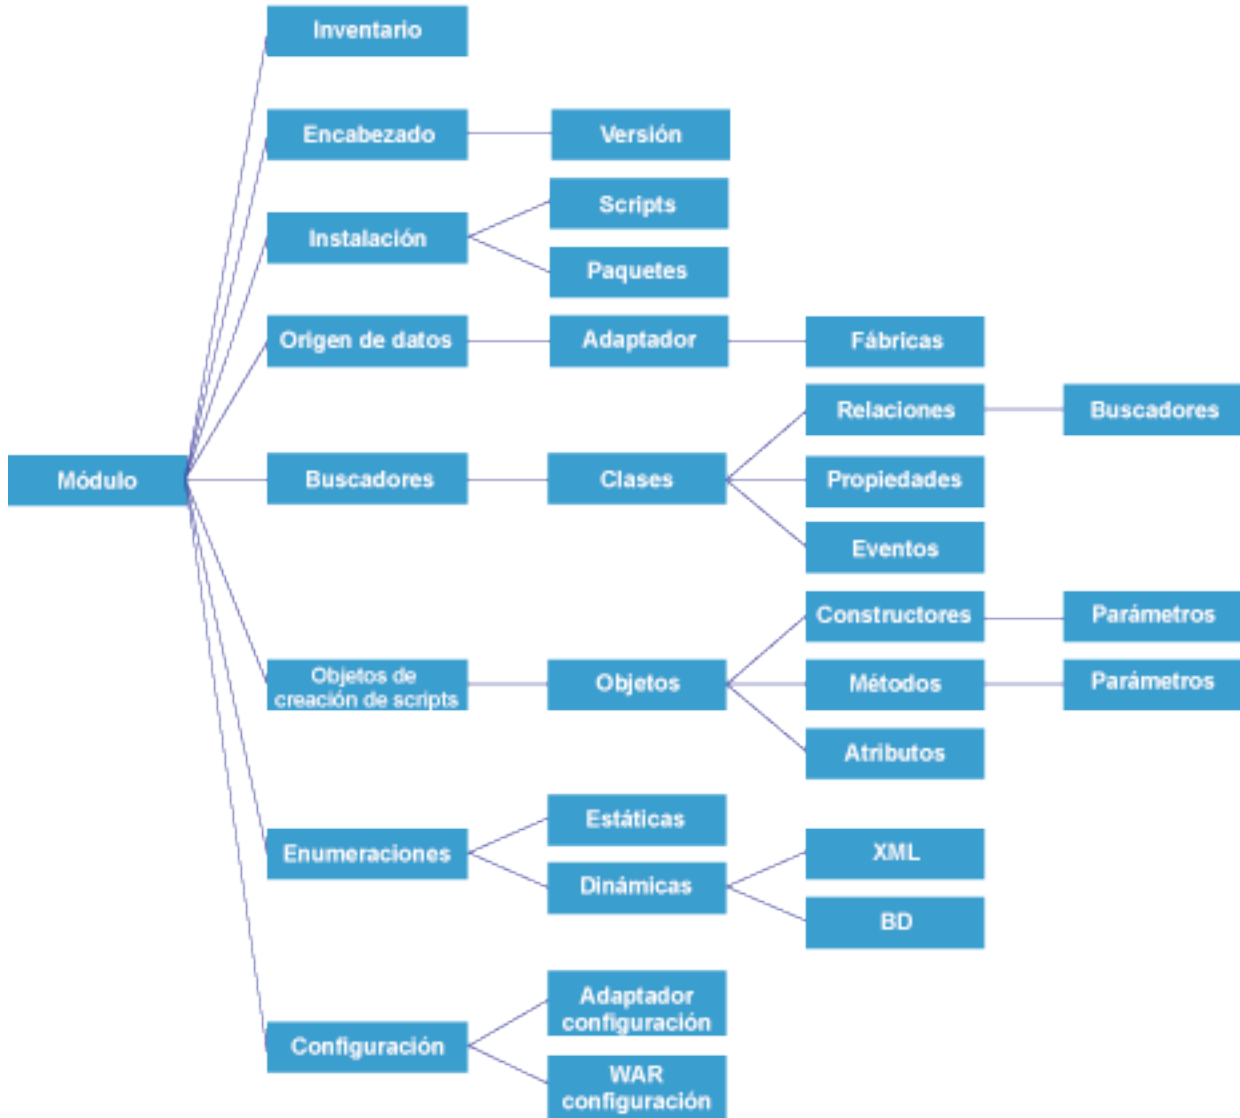 Inventario
Encabezado
Versión
Scripts
Instalación
Paquetes
Origen de datos
Adaptador
Fábricas
Relaciones
Buscadores
Módulo
Buscadores
Clases
Propiedades
Eventos
Constructores
Parámetros
Objetos de
creación de scripts
Objetos
Métodos
Parámetros
Atributos
Estáticas
Enumeraciones
Dinámicas
XML
BD
Adaptador
configuración
Configuración
WAR
configuración